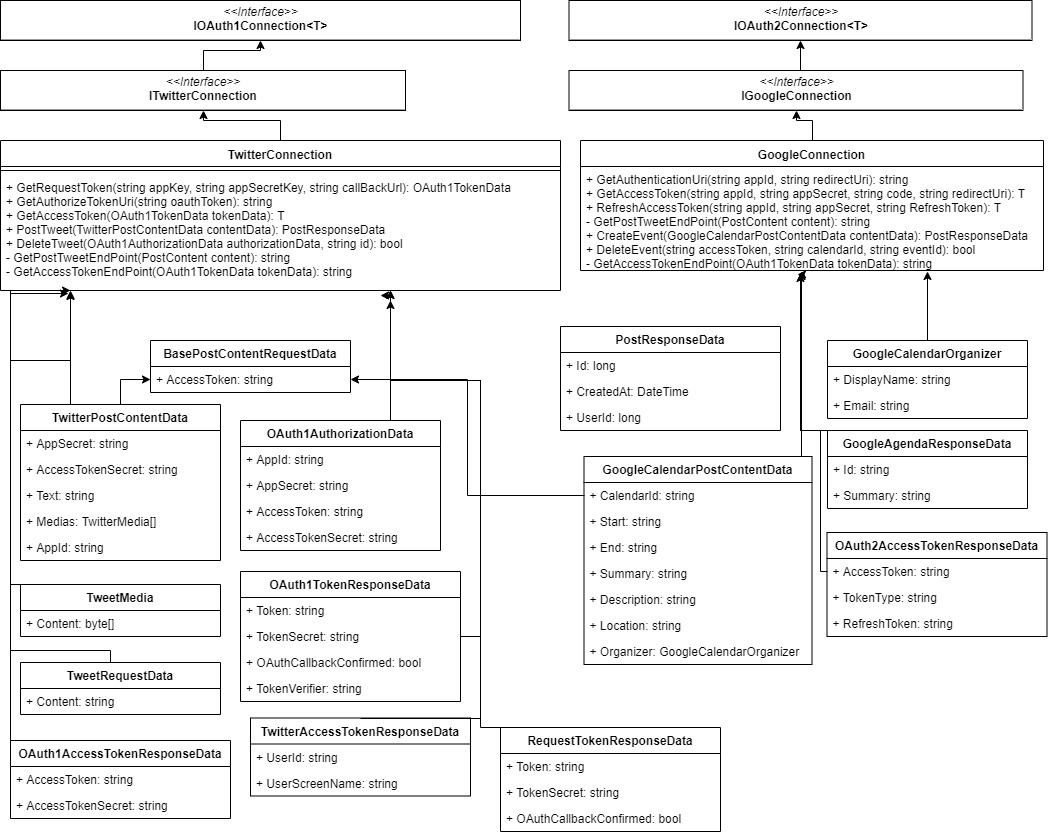 <<Interface>>
IOAuth1Connection<T>
<<Interface>>
IOAuth2Connection<T>
<<Interface>>
ITwitterConnection
<<Interface>>
IGoogleConnection
TwitterConnection
+ GetRequestToken(string appKey, string appSecretKey, string callBackUrl): OAuth1TokenData
+ GetAuthorizeTokenUri(string oauthToken): string
+ GetAccessToken(OAuth1TokenData tokenData): T
+ PostTweet(TwitterPostContentData contentData): PostResponseData
+ DeleteTweet(OAuth1AuthorizationData authorizationData, string id): bool
- GetPostTweetEndPoint(PostContent content): string
- GetAccessTokenEndPoint(OAuth1TokenData tokenData): string
GoogleConnection
+ GetAuthenticationUri(string appId, string redirectUri): string
+ GetAccessToken(string appId, string appSecret, string code, string redirectUri): T
+ RefreshAccessToken(string appId, string appSecret, string RefreshToken): T
- GetPostTweetEndPoint(PostContent content): string
+ CreateEvent(GoogleCalendarPostContentData contentData): PostResponseData
+ DeleteEvent(string accessToken, string calendarId, string eventId): bool
- GetAccessTokenEndPoint(OAuth1TokenData tokenData): string
BasePostContentRequestData
+ AccessToken: string
PostResponseData
+ Id: long
+ CreatedAt: DateTime
+ UserId: long
GoogleCalendarOrganizer
+ DisplayName: string
+ Email: string
TwitterPostContentData
+ AppSecret: string
+ AccessTokenSecret: string
+ Text: string
+ Medias: TwitterMedia[]
+ AppId: string
OAuth1AuthorizationData
+ AppId: string
+ AppSecret: string
+ AccessToken: string
+ AccessTokenSecret: string
GoogleCalendarPostContentData
+ CalendarId: string
+ Start: string
+ End: string
+ Summary: string
+ Description: string
+ Location: string
+ Organizer: GoogleCalendarOrganizer
GoogleAgendaResponseData
+ Id: string
+ Summary: string
OAuth2AccessTokenResponseData
+ AccessToken: string
+ TokenType: string
+ RefreshToken: string
TweetMedia
+ Content: byte[]
OAuth1TokenResponseData
+ Token: string
+ TokenSecret: string
+ OAuthCallbackConfirmed: bool
+ TokenVerifier: string
TweetRequestData
+ Content: string
TwitterAccessTokenResponseData
+ UserId: string
+ UserScreenName: string
RequestTokenResponseData
+ Token: string
+ TokenSecret: string
+ OAuthCallbackConfirmed: bool
OAuth1AccessTokenResponseData
+ AccessToken: string
+ AccessTokenSecret: string